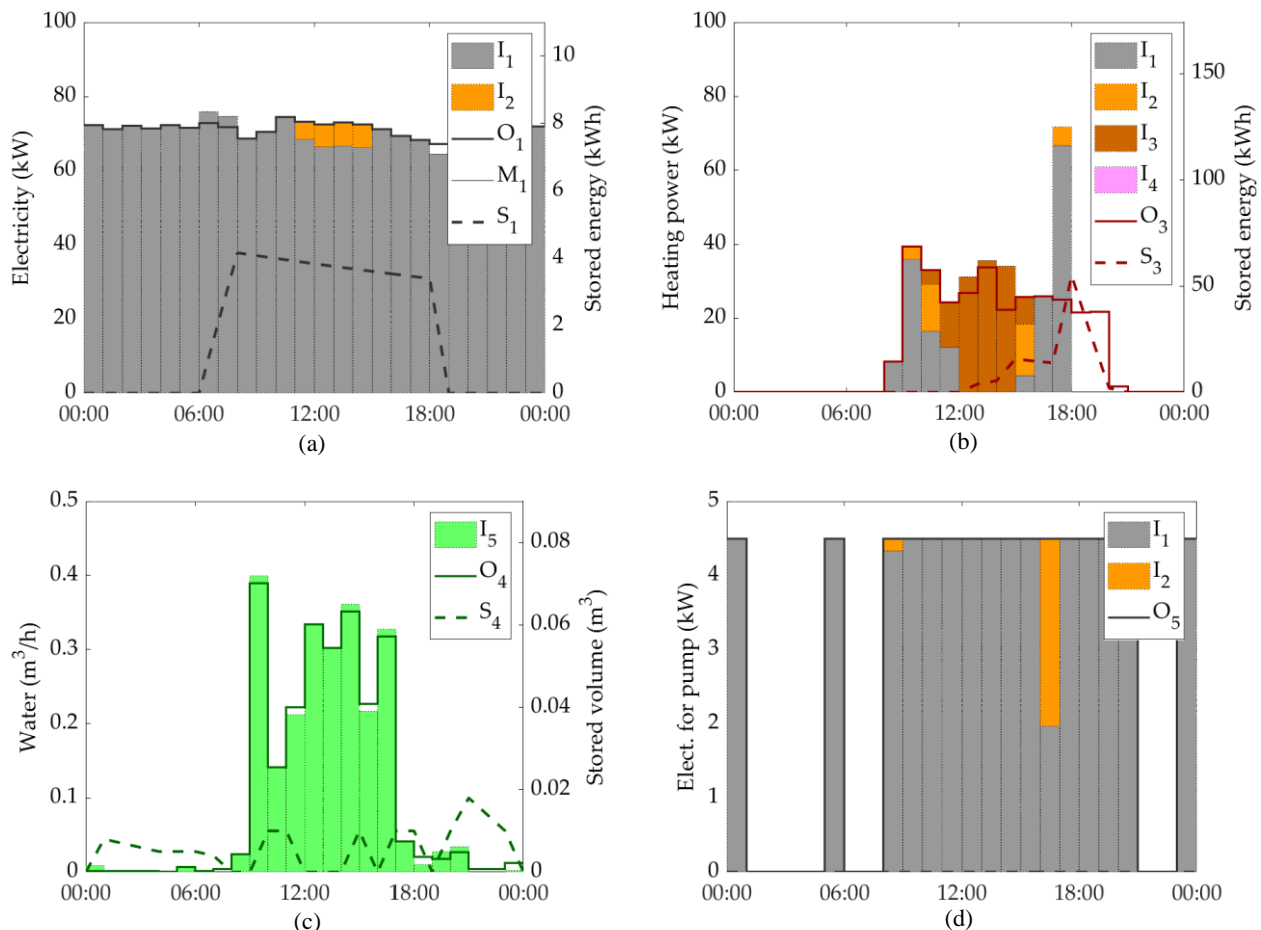 100
80
60
40
20
0
Electricity (kW)
10
8
6
4
2
0
Stored energy (kWh)
I₁
I₂
O₁
M₁
S₁
00:00 06:00 12:00 18:00 00:00
(a)
100
80
60
40
20
0
Heating power (kW)
150
100
50
0
Stored energy (kWh)
I₁
I₂
I₃
I₄
O₃
S₃
00:00 06:00 12:00 18:00 00:00
(b)
0.5
0.4
0.3
0.2
0.1
0
Water (m³/h)
0.08
0.06
0.04
0.02
0
Stored volume (m³)
I₅
O₄
S₄
00:00 06:00 12:00 18:00 00:00
(c)
5
4
3
2
1
0
Elect. for pump (kW)
I₁
I₂
O₅
00:00 06:00 12:00 18:00 00:00
(d)